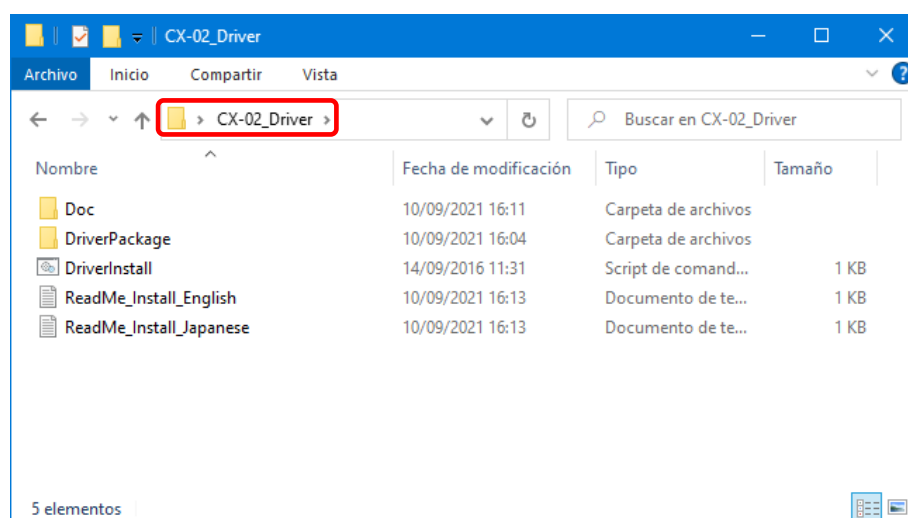 CX-02_Driver
Archivo Inicio Compartir Vista ?
CX-02_Driver Buscar en CX-02_Driver
Nombre Fecha de modificación Tipo Tamaño
Doc 10/09/2021 16:11 Carpeta de archivos
DriverPackage 10/09/2021 16:04 Carpeta de archivos
DriverInstall 14/09/2016 11:31 Script de comand... 1 KB
ReadMe_Install_English 10/09/2021 16:13 Documento de te... 1 KB
ReadMe_Install_Japanese 10/09/2021 16:13 Documento de te... 1 KB
5 elementos